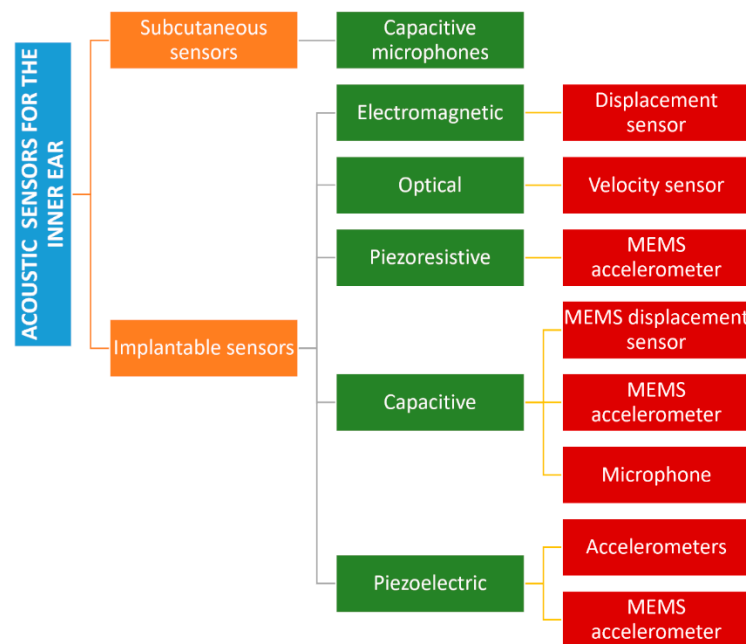 ACOUSTIC SENSORS FOR THE
INNER EAR
Subcutaneous
sensors
Capacitive
microphones
Implantable sensors
Electromagnetic
Displacement
sensor
Optical
Velocity sensor
Piezoresistive
MEMS
accelerometer
Capacitive
MEMS displacement
sensor
MEMS
accelerometer
Microphone
Piezoelectric
Accelerometers
MEMS
accelerometer